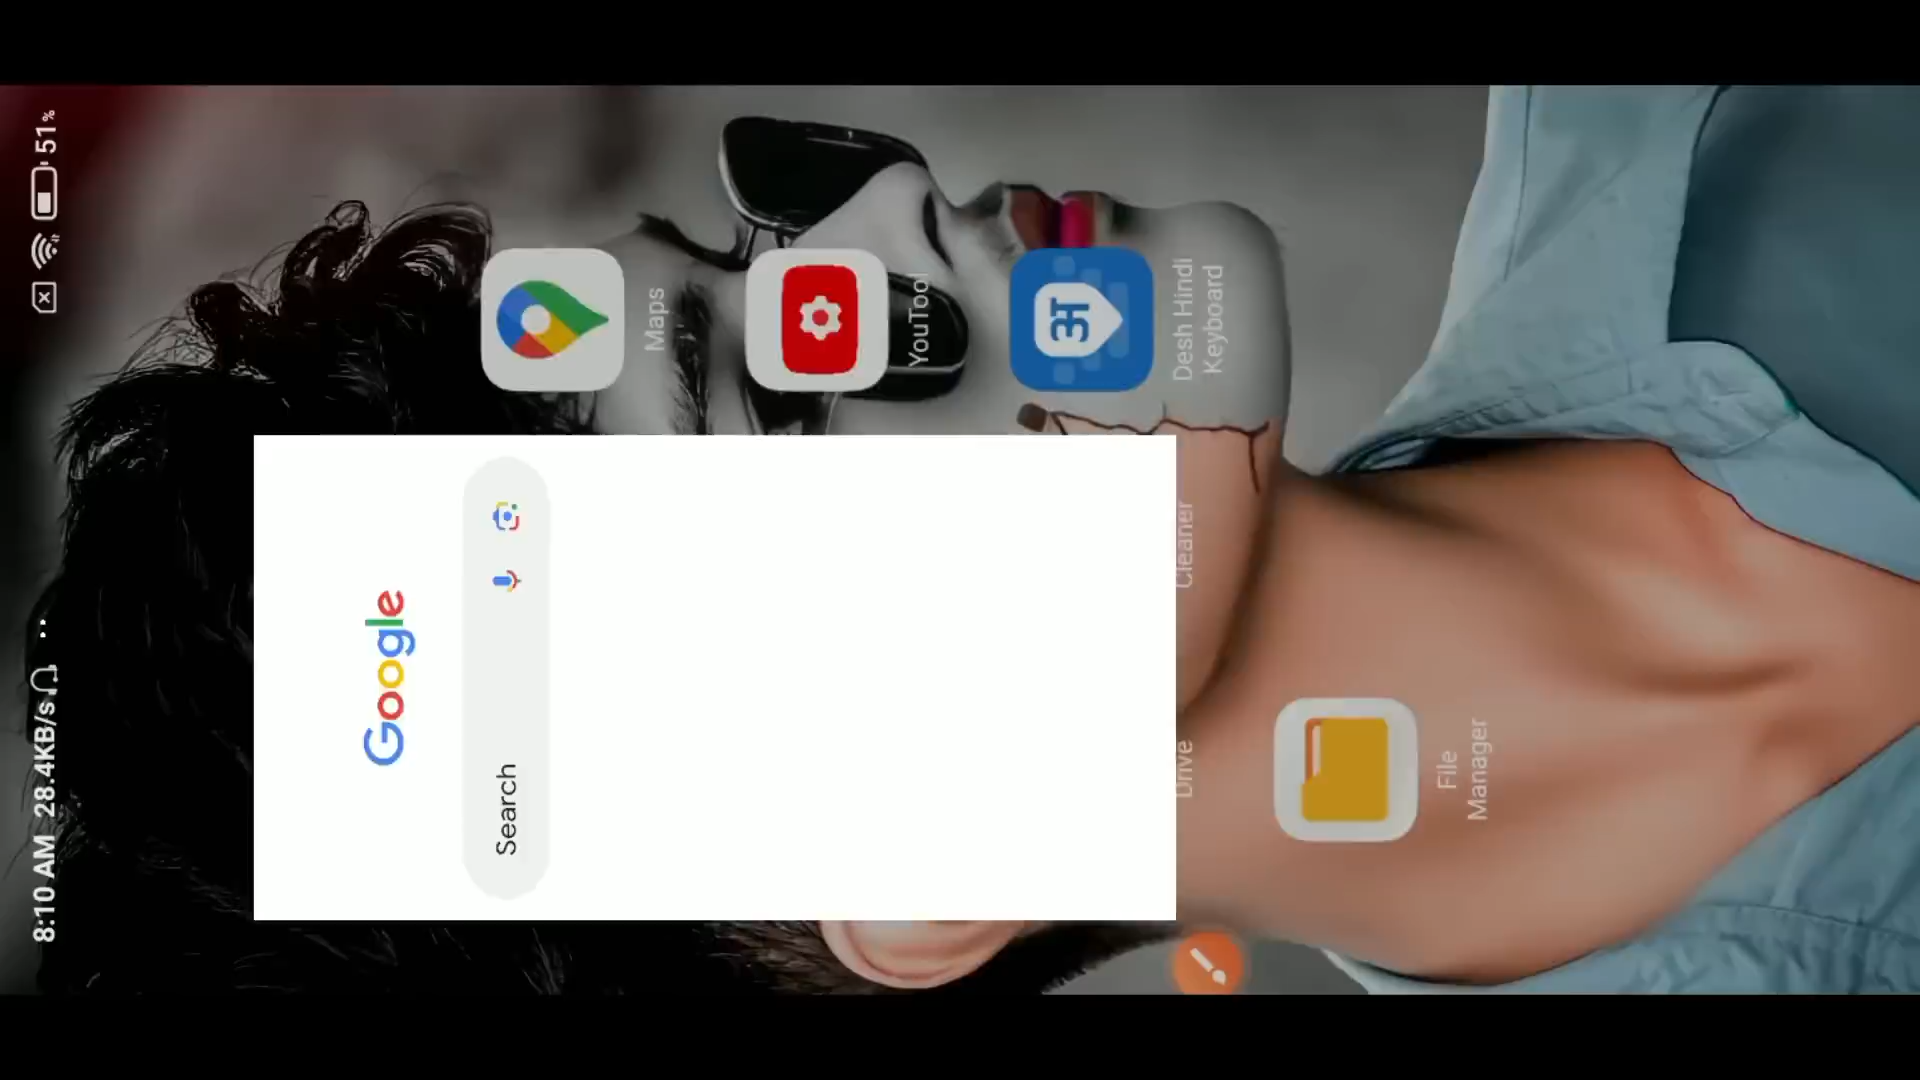 8:10 AM 28.4KB/s
51%
Google
Search
Maps
YouTool
अ
Desh Hindi
Keyboard
Cleaner
Drive
File
Manager